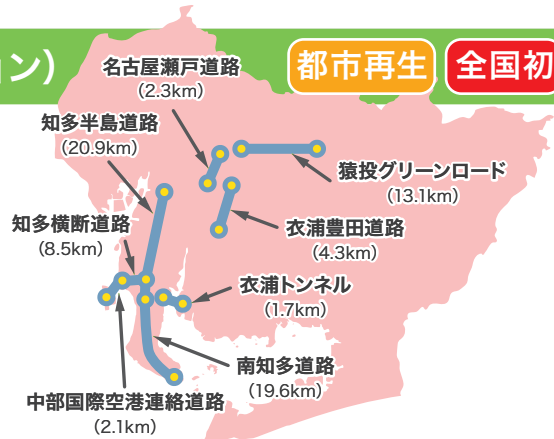 ン)
都市再生
全国初
名古屋瀬戸道路
(2.3km)
知多半島道路
(20.9km)
猿投グリーンロード
(13.1km)
知多横断道路
(8.5km)
衣浦豊田道路
(4.3km)
衣浦トンネル
(1.7km)
南知多道路
(19.6km)
中部国際空港連絡道路
(2.1km)